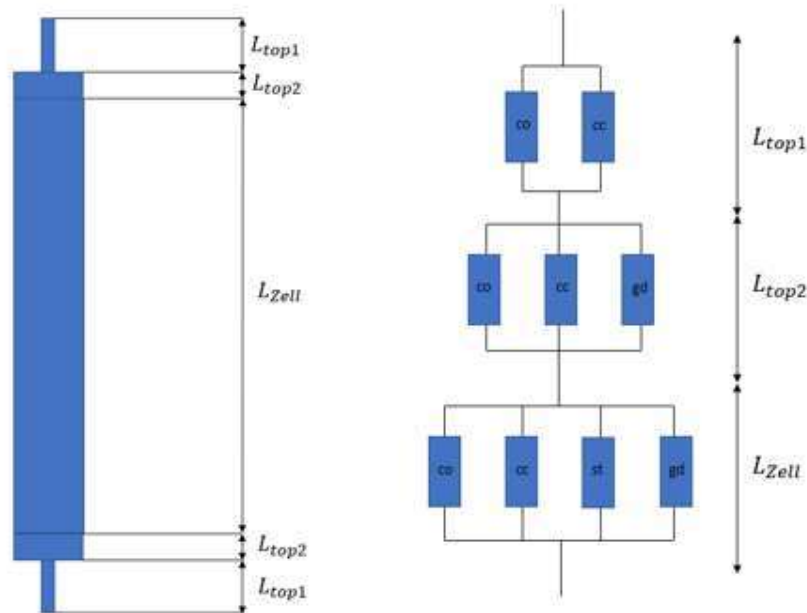 L_top1
L_top2
L_Zell
L_top2
L_top1
co cc
L_top1
co cc gd
L_top2
co cc st gd
L_Zell